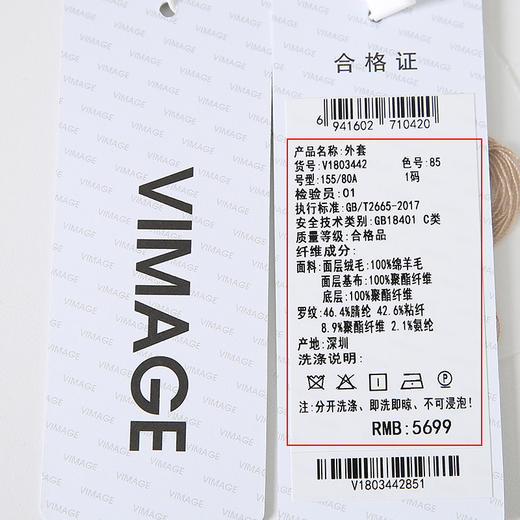 VIMAGE
合格证
6 941602 710420
产品名称:外套
货号:V1803442 色号:85
号型:155/80A 1码
检验员:01
执行标准:GB/T2665-2017
安全技术类别:GB18401 C类
质量等级:合格品
纤维成分:
面料:面层绒毛:100%绵羊毛
面层基布:100%聚酯纤维
底层:100%聚酯纤维
罗纹:46.4%腈纶 42.6%粘纤
8.9%聚酯纤维 2.1%氨纶
产地:深圳
洗涤说明:
注:分开洗涤、即洗即晾、不可浸泡!
RMB:5699
V1803442851